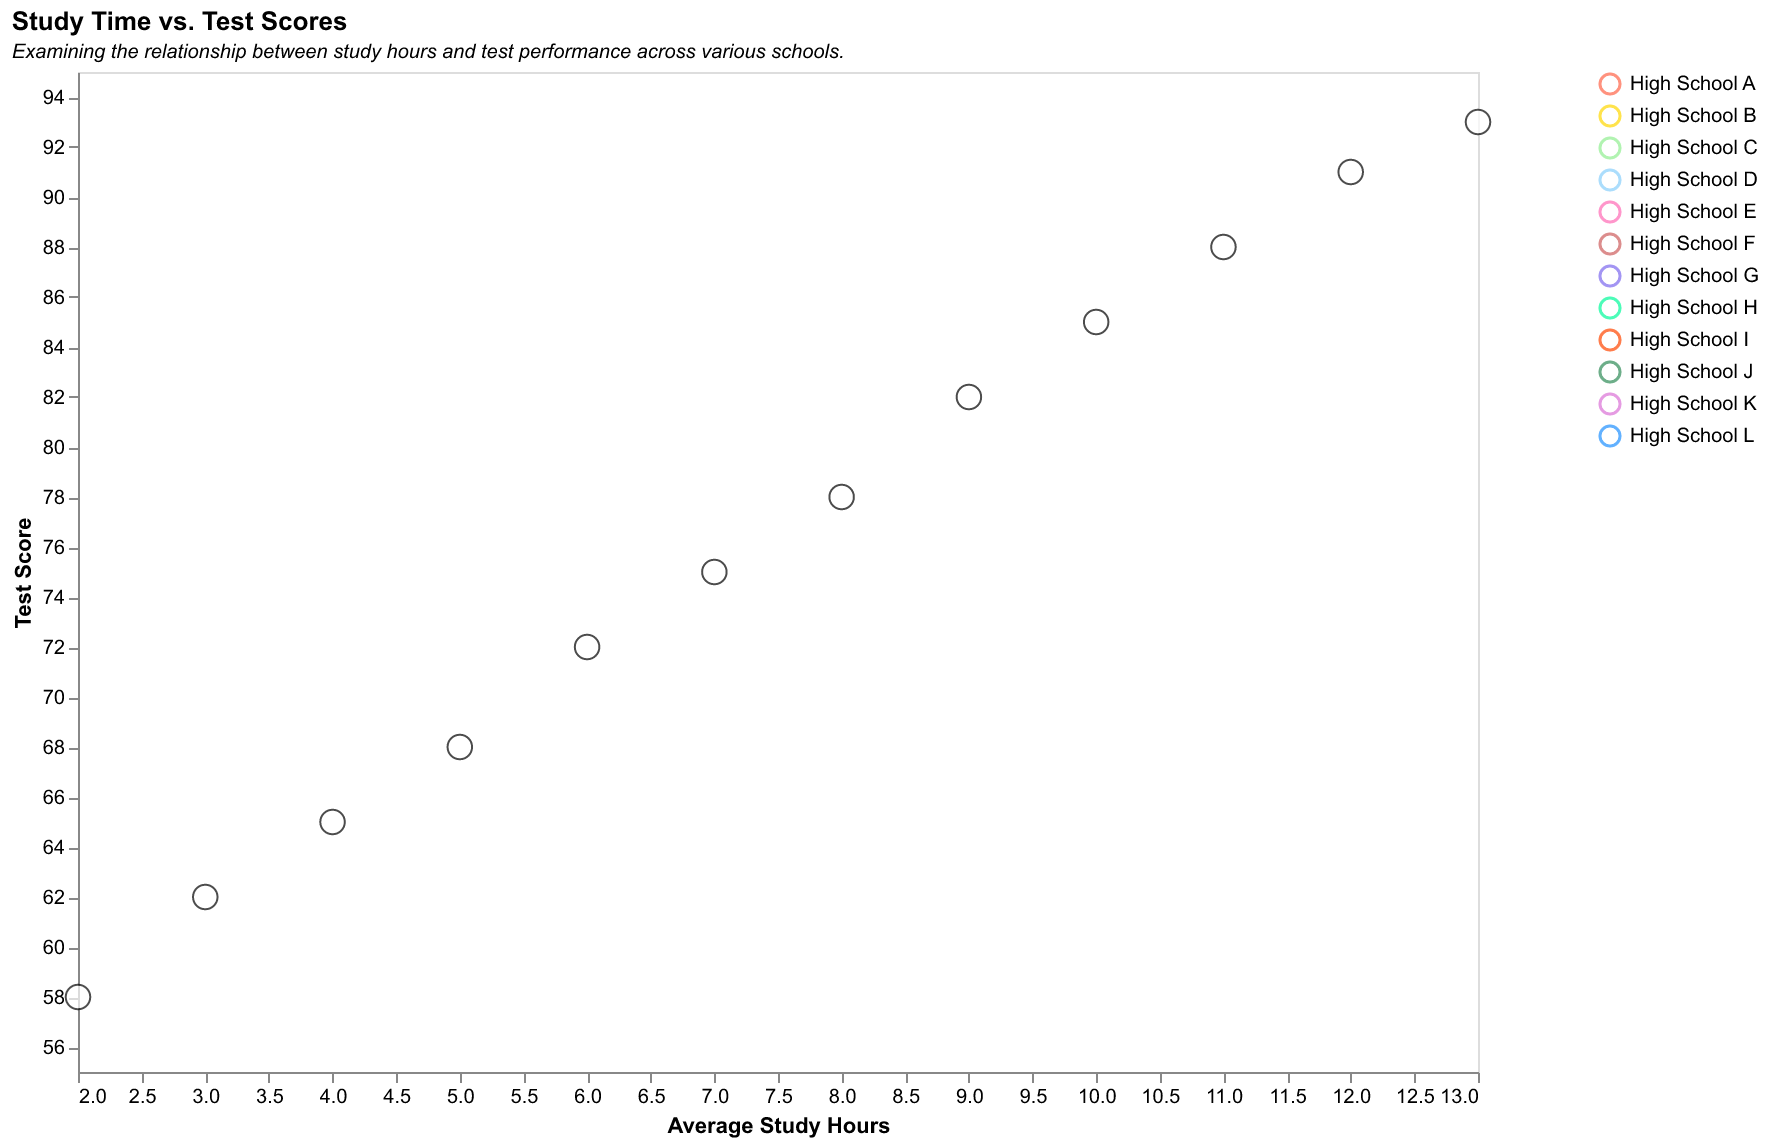 Study Time vs. Test Scores
Examining the relationship between study hours and test performance across various schools.
94
92
90
88
86
84
82
80
78
76
74
72
70
68
66
64
62
60
58
56
Test Score
2.0 2.5 3.0 3.5 4.0 4.5 5.0 5.5 6.0 6.5 7.0 7.5 8.0 8.5 9.0 9.5 10.0 10.5 11.0 11.5 12.0 12.5 13.0
Average Study Hours
High School A
High School B
High School C
High School D
High School E
High School F
High School G
High School H
High School I
High School J
High School K
High School L